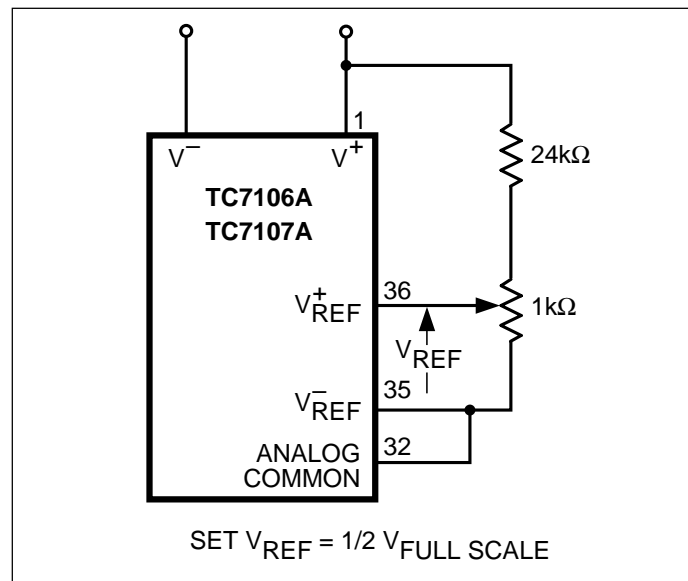 1
V− V+
24kΩ
TC7106A
TC7107A
36
V+REF
1kΩ
VREF
35
V−REF
32
ANALOG
COMMON
SET VREF = 1/2 VFULL SCALE